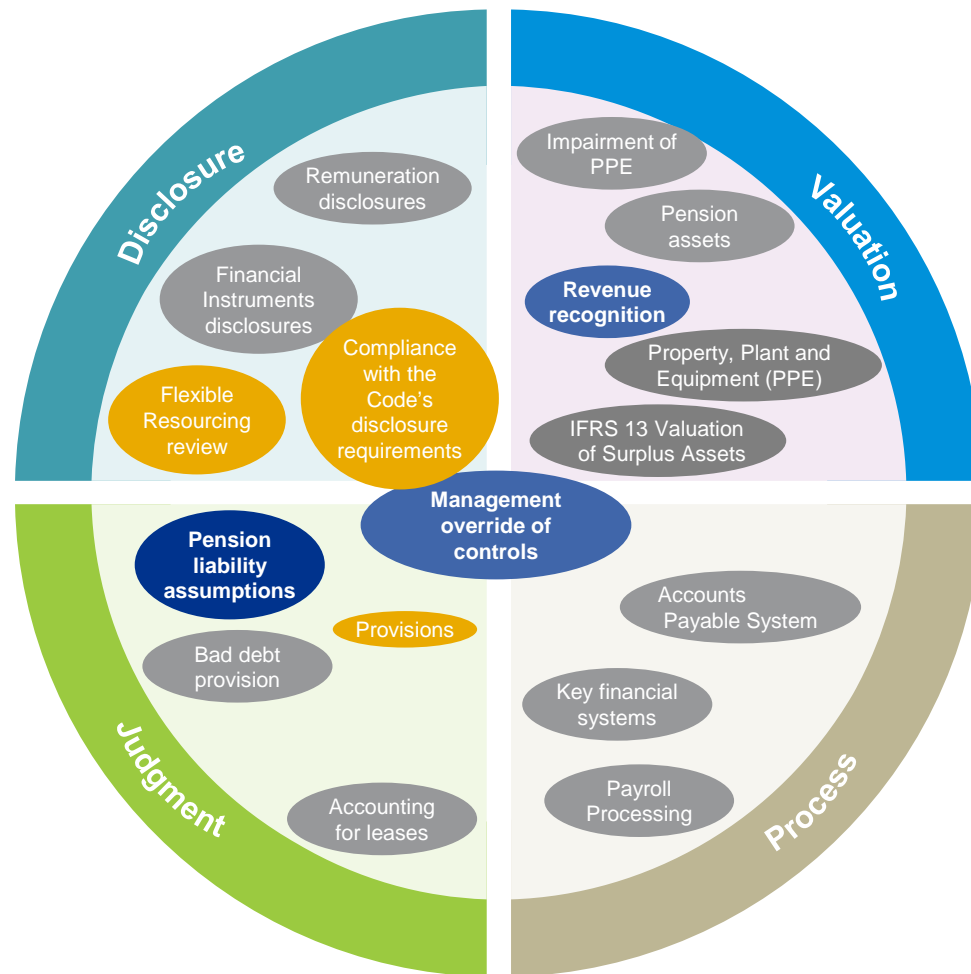 Disclosure
Remuneration
disclosures
Financial
Instruments
disclosures
Flexible
Resourcing
review
Compliance
with the
Code's
disclosure
requirements
Valuation
Impairment of
PPE
Pension
assets
Revenue
recognition
Property, Plant and
Equipment (PPE)
IFRS 13 Valuation
of Surplus Assets
Management
override of
controls
Judgment
Pension
liability
assumptions
Provisions
Bad debt
provision
Accounting
for leases
Process
Accounts
Payable System
Key financial
systems
Payroll
Processing